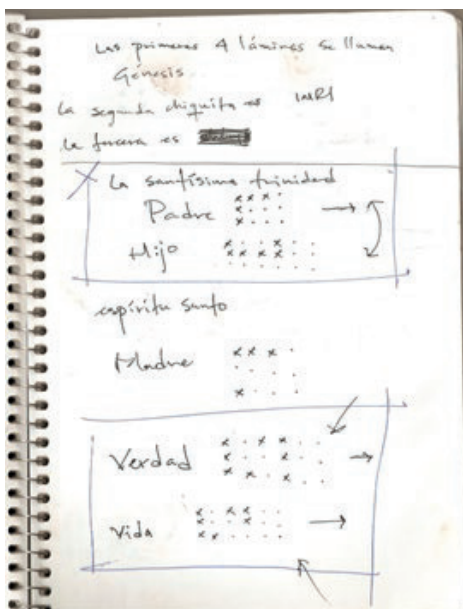 Las primeras 4 láminas se llaman
Génesis.
La segunda chiquita es INRI
la tercera es
La santísima trinidad
Padre
Hijo
espíritu santo
Madre
Verdad
Vida